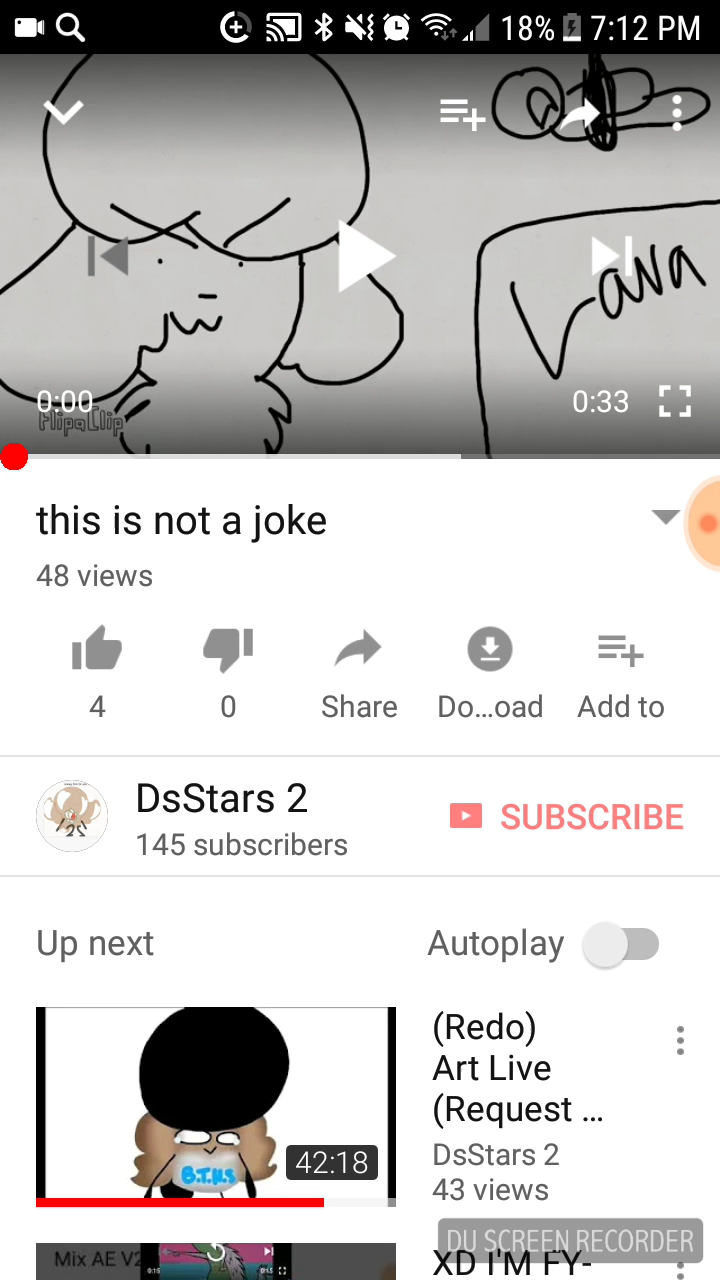 18% 7:12 PM
Lava
0:00
0:33
FlipaClip
this is not a joke
48 views
4
0
Share
Do...oad
Add to
DsStars 2
145 subscribers
SUBSCRIBE
Up next
Autoplay
(Redo)
Art Live
(Request ...
DsStars 2
43 views
B.T.H.S
42:18
DU SCREEN RECORDER
Mix AE V2
XD I'M FY-